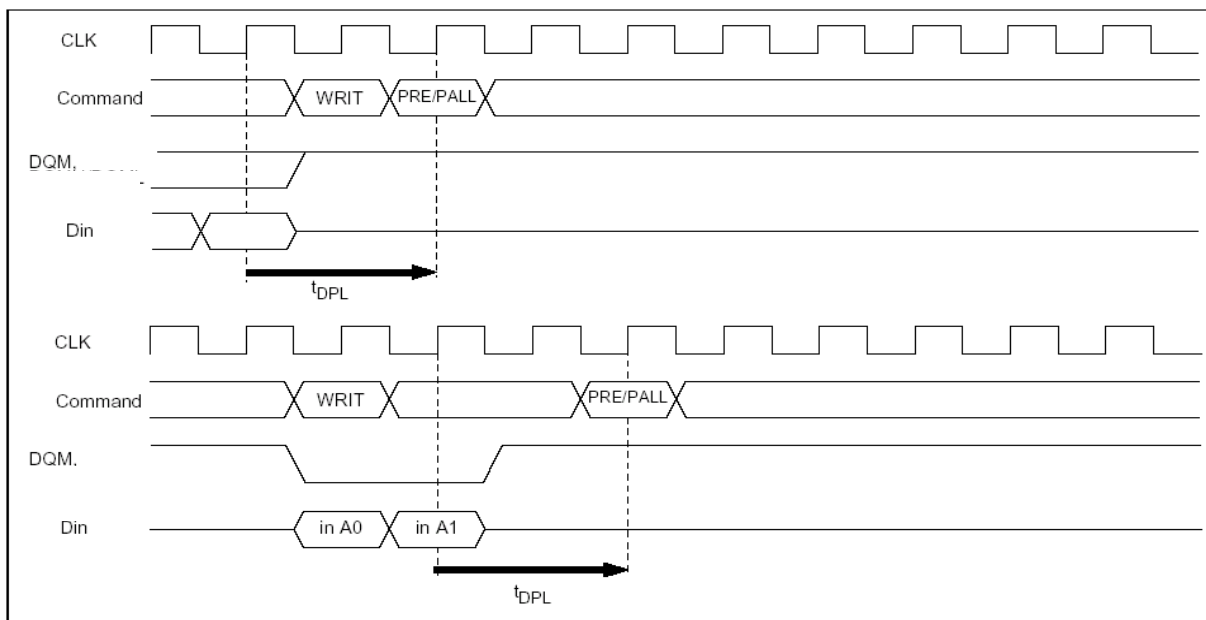 CLK
Command WRIT PRE/PALL
DQM,
Din
tDPL
CLK
Command WRIT PRE/PALL
DQM.
Din in A0 in A1
tDPL